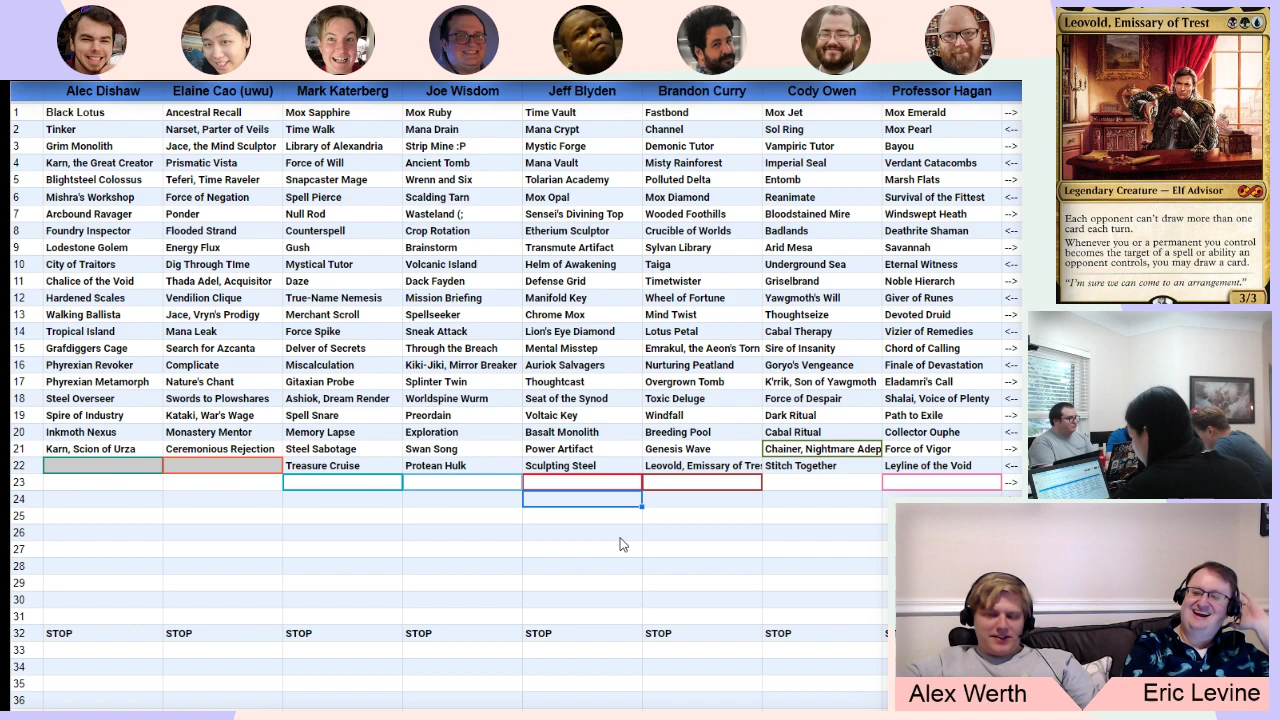 Alec Dishaw Elaine Cao (uwu) Mark Katerberg Joe Wisdom Jeff Blyden Brandon Curry Cody Owen Professor Hagan
1 Black Lotus Ancestral Recall Mox Sapphire Mox Ruby Time Vault Fastbond Mox Jet Mox Emerald -->
2 Tinker Narset, Parter of Veils Time Walk Mana Drain Mana Crypt Channel Sol Ring Mox Pearl <--
3 Grim Monolith Jace, the Mind Sculptor Library of Alexandria Strip Mine :P Mystic Forge Demonic Tutor Vampiric Tutor Bayou -->
4 Karn, the Great Creator Prismatic Vista Force of Will Ancient Tomb Mana Vault Misty Rainforest Imperial Seal Verdant Catacombs <--
5 Blightsteel Colossus Teferi, Time Raveler Snapcaster Mage Wrenn and Six Tolarian Academy Polluted Delta Entomb Marsh Flats -->
6 Mishra's Workshop Force of Negation Spell Pierce Scalding Tarn Mox Opal Mox Diamond Reanimate Survival of the Fittest <--
7 Arcbound Ravager Ponder Null Rod Wasteland (; Sensei's Divining Top Wooded Foothills Bloodstained Mire Windswept Heath -->
8 Foundry Inspector Flooded Strand Counterspell Crop Rotation Etherium Sculptor Crucible of Worlds Badlands Deathrite Shaman <--
9 Lodestone Golem Energy Flux Gush Brainstorm Transmute Artifact Sylvan Library Arid Mesa Savannah -->
10 City of Traitors Dig Through TIme Mystical Tutor Volcanic Island Helm of Awakening Taiga Underground Sea Eternal Witness <--
11 Chalice of the Void Thada Adel, Acquisitor Daze Dack Fayden Defense Grid Timetwister Griselbrand Noble Hierarch -->
12 Hardened Scales Vendilion Clique True-Name Nemesis Mission Briefing Manifold Key Wheel of Fortune Yawgmoth's Will Giver of Runes <--
13 Walking Ballista Jace, Vryn's Prodigy Merchant Scroll Spellseeker Chrome Mox Mind Twist Thoughtseize Devoted Druid -->
14 Tropical Island Mana Leak Force Spike Sneak Attack Lion's Eye Diamond Lotus Petal Cabal Therapy Vizier of Remedies <--
15 Grafdiggers Cage Search for Azcanta Delver of Secrets Through the Breach Mental Misstep Emrakul, the Aeon's Torn Sire of Insanity Chord of Calling -->
16 Phyrexian Revoker Complicate Miscalculation Kiki-Jiki, Mirror Breaker Auriok Salvagers Nurturing Peatland Goryo's Vengeance Finale of Devastation <--
17 Phyrexian Metamorph Nature's Chant Gitaxian Probe Splinter Twin Thoughtcast Overgrown Tomb K'rrik, Son of Yawgmoth Eladamri's Call -->
18 Steel Overseer Swords to Plowshares Ashiok, Dream Render Worldspine Wurm Seat of the Synod Toxic Deluge Force of Despair Shalai, Voice of Plenty <--
19 Spire of Industry Kataki, War's Wage Spell Snare Preordain Voltaic Key Windfall Dark Ritual Path to Exile -->
20 Inkmoth Nexus Monastery Mentor Memory Lapse Exploration Basalt Monolith Breeding Pool Cabal Ritual Collector Ouphe <--
21 Karn, Scion of Urza Ceremonious Rejection Steel Sabotage Swan Song Power Artifact Genesis Wave Chainer, Nightmare Adep Force of Vigor -->
22 Treasure Cruise Protean Hulk Sculpting Steel Leovold, Emissary of Tres Stitch Together Leyline of the Void <--
23 -->
24
25
26
27
28
29
30
31
32 STOP STOP STOP STOP STOP STOP STOP
33
34
35
36
Leovold, Emissary of Trest
Legendary Creature — Elf Advisor
Each opponent can't draw more than one
card each turn.
Whenever you or a permanent you control
becomes the target of a spell or ability an
opponent controls, you may draw a card.
"I'm sure we can come to an arrangement."
3/3
Alex Werth
Eric Levine